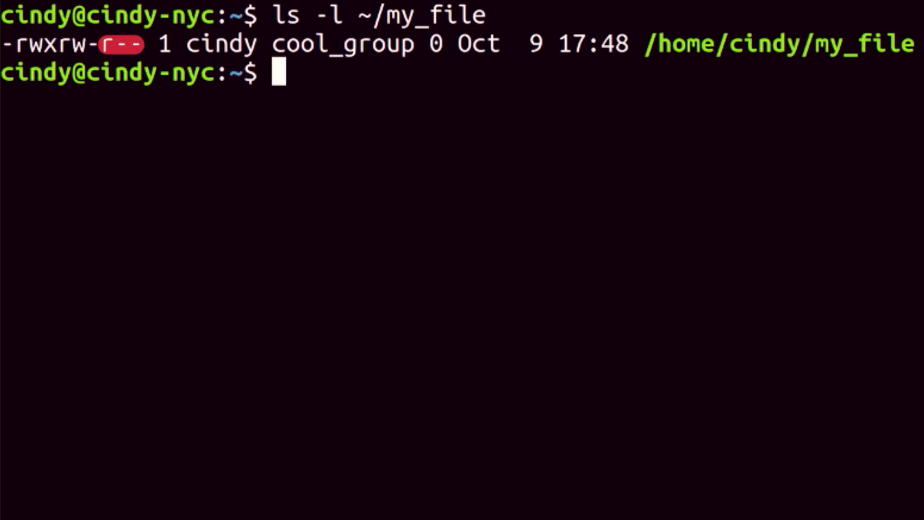 cindy@cindy-nyc:~$ ls -l ~/my_file
-rwxrw-r-- 1 cindy cool_group 0 Oct  9 17:48 /home/cindy/my_file
cindy@cindy-nyc:~$